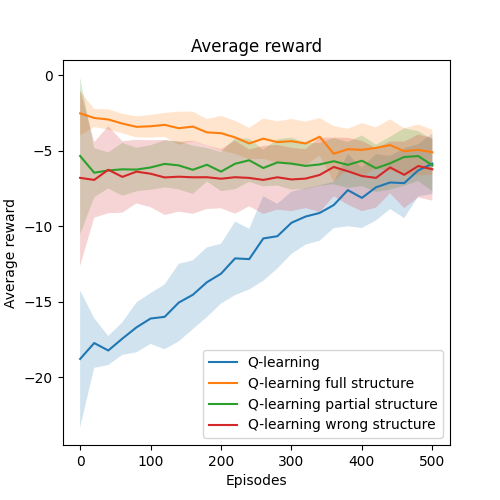 Average reward
0
−5
−10
−15
−20
Average reward
0
100
200
300
400
500
Episodes
Q-learning
Q-learning full structure
Q-learning partial structure
Q-learning wrong structure